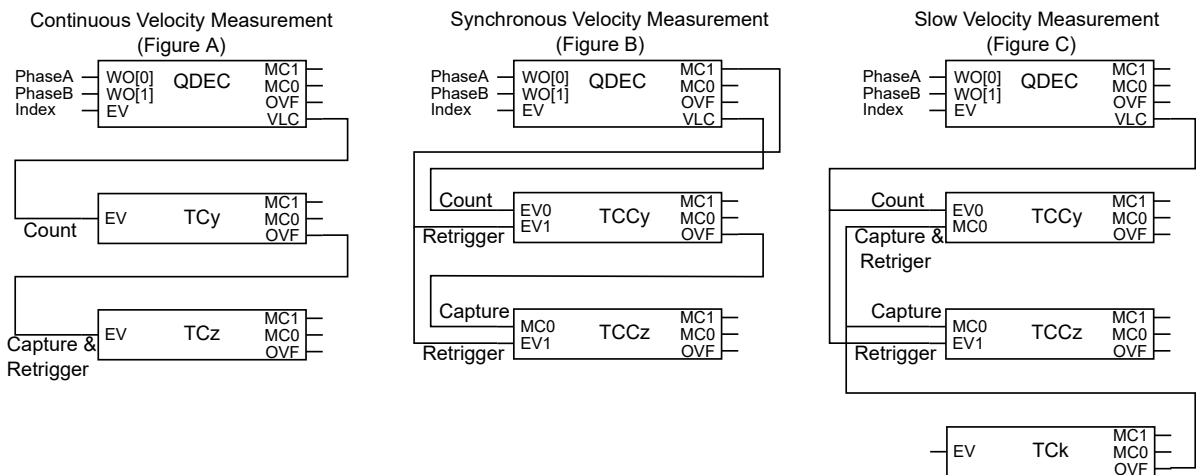 Continuous Velocity Measurement
(Figure A)
PhaseA
PhaseB
Index
WO[0]
WO[1]
EV
QDEC
MC1
MC0
OVF
VLC
Count
EV
TCy
MC1
MC0
OVF
Capture &
Retrigger
EV
TCz
MC1
MC0
OVF
Synchronous Velocity Measurement
(Figure B)
PhaseA
PhaseB
Index
WO[0]
WO[1]
EV
QDEC
MC1
MC0
OVF
VLC
Count
Retrigger
EV0
EV1
TCCy
MC1
MC0
OVF
Capture
Retrigger
MC0
EV1
TCCz
MC1
MC0
OVF
Slow Velocity Measurement
(Figure C)
PhaseA
PhaseB
Index
WO[0]
WO[1]
EV
QDEC
MC1
MC0
OVF
VLC
Count
Capture &
Retriger
EV0
MC0
TCCy
MC1
MC0
OVF
Capture
Retrigger
MC0
EV1
TCCz
MC1
MC0
OVF
EV
TCk
MC1
MC0
OVF